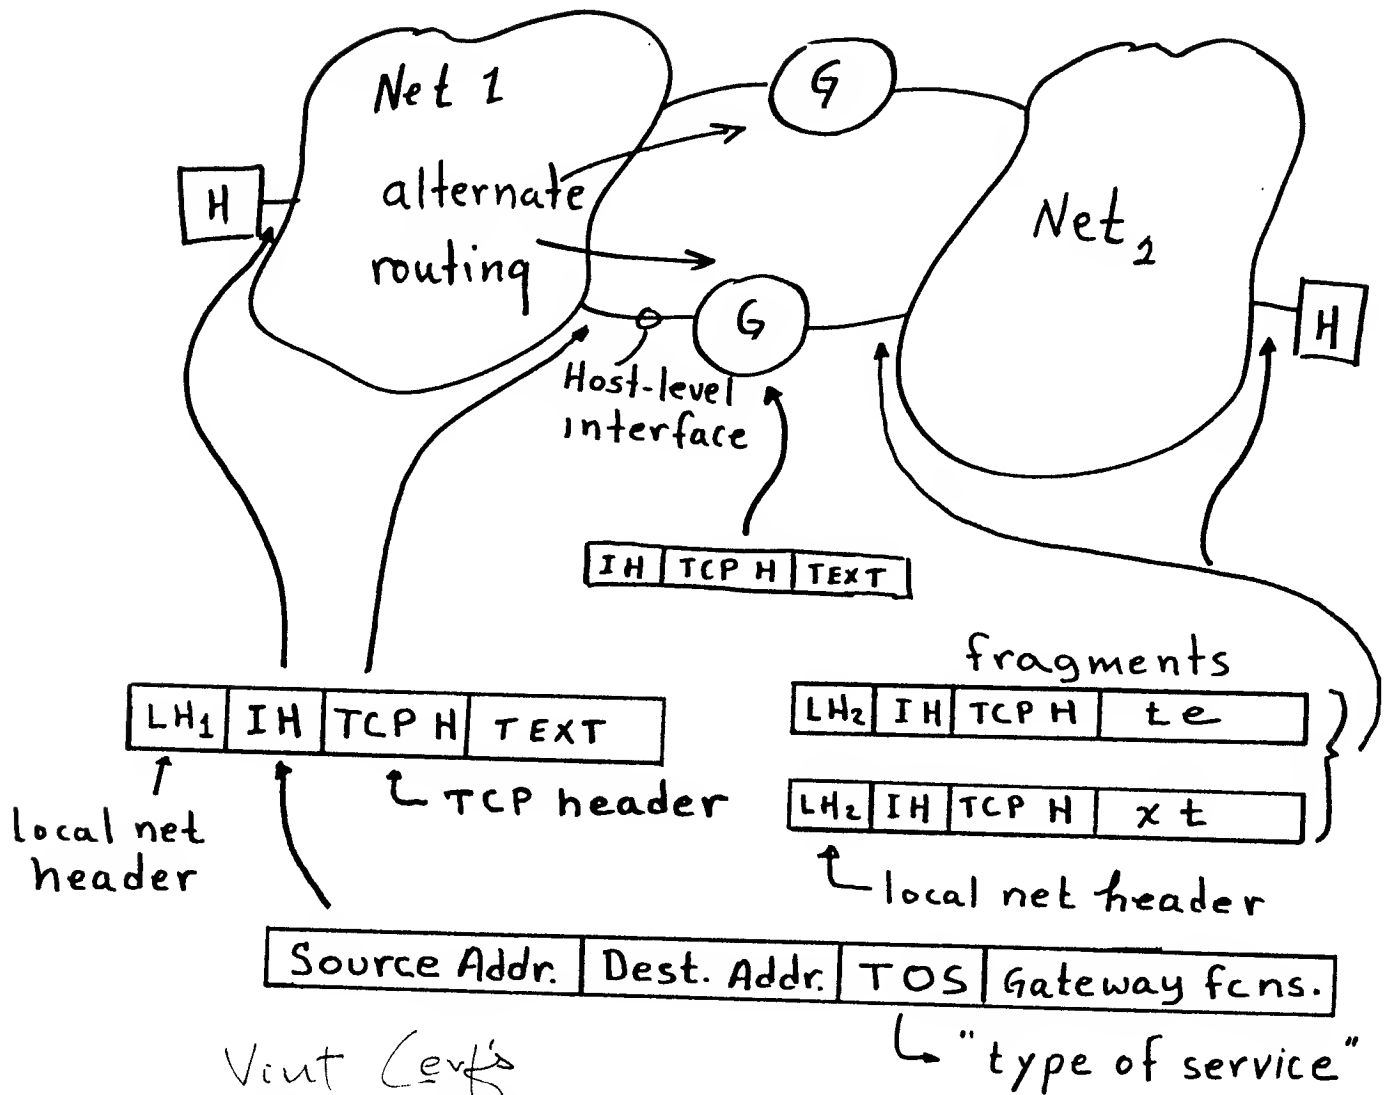 Net 1
G
alternate
routing
H
Net 2
G
H
Host-level
interface
IH TCP H TEXT
fragments
LH1 IH TCP H TEXT
LH2 IH TCP H te
TCP header
LH2 IH TCP H xt
local net
header
local net header
Source Addr. Dest. Addr. TOS Gateway fcns.
"type of service"
Vint Cerf's